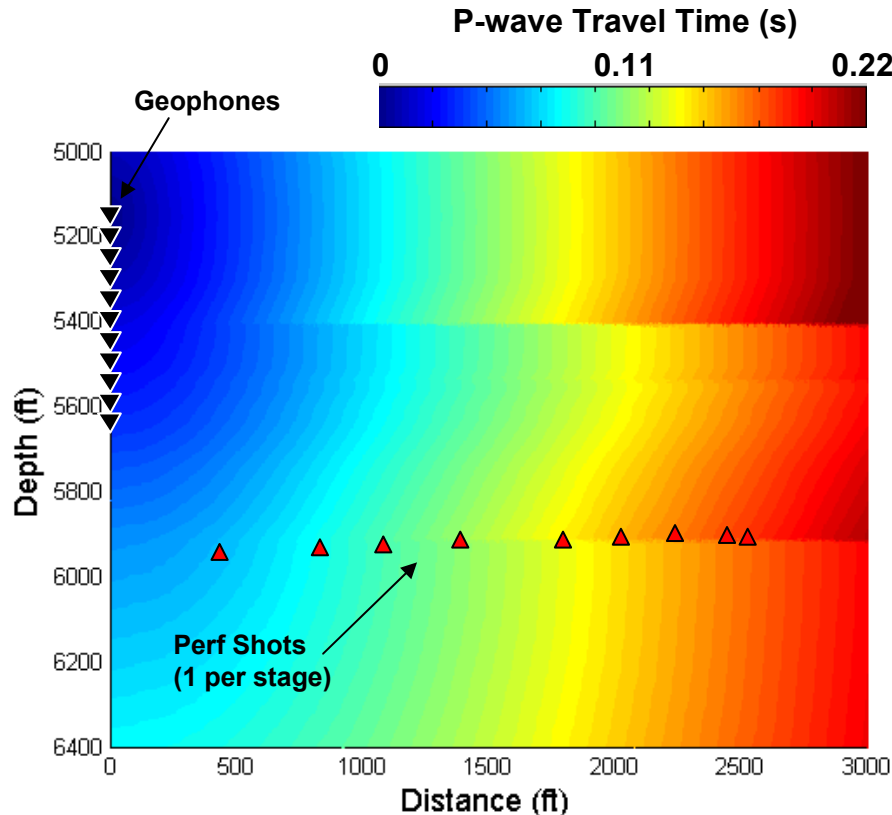 P-wave Travel Time (s)
0 0.11 0.22
Geophones
5000
5200
5400
5600
5800
6000
6200
6400
Depth (ft)
Perf Shots
(1 per stage)
0 500 1000 1500 2000 2500 3000
Distance (ft)